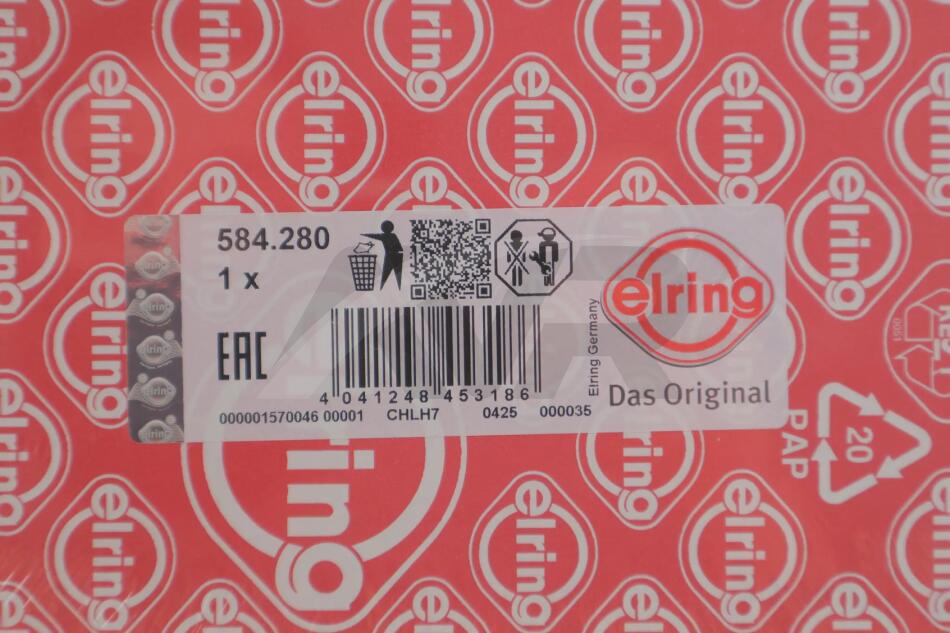 584.280
1 x
EAC
4 041248 453186
000001570046 00001 CHLH7 0425 000035
Elring Germany
elring
Das Original
20
PAP